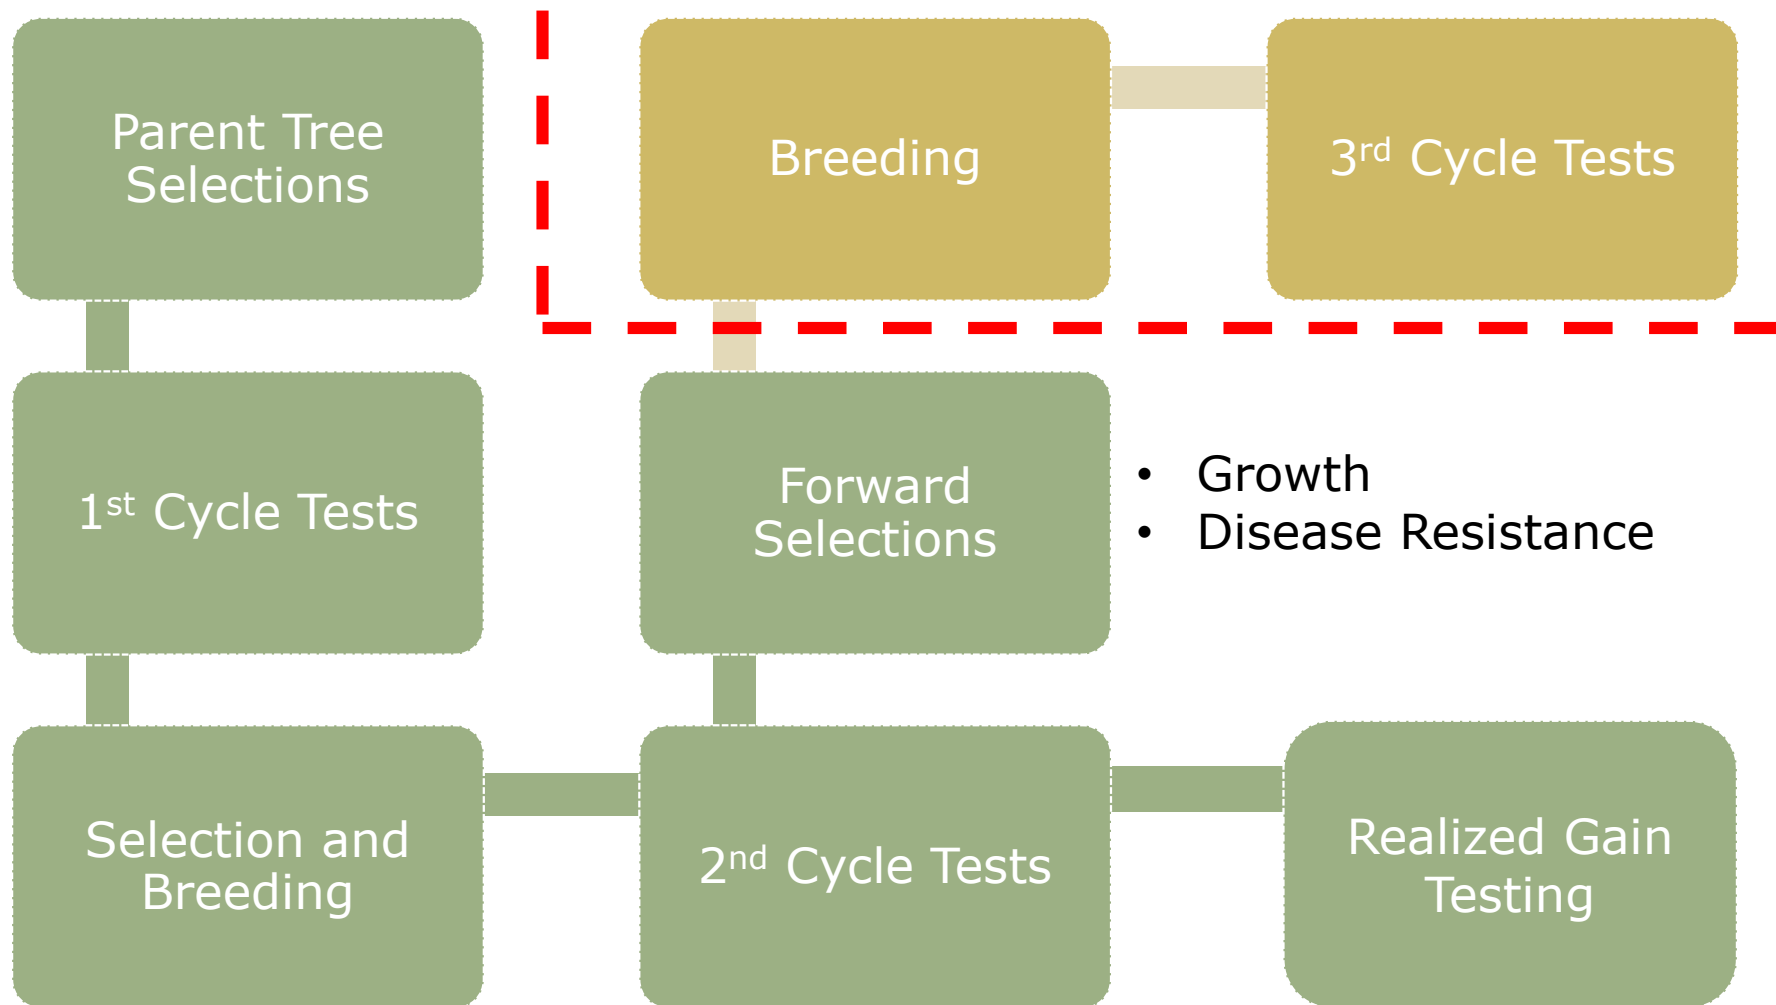 Parent Tree
Selections
1st Cycle Tests
Selection and
Breeding
2nd Cycle Tests
Realized Gain
Testing
Forward
Selections
• Growth
• Disease Resistance
Breeding
3rd Cycle Tests